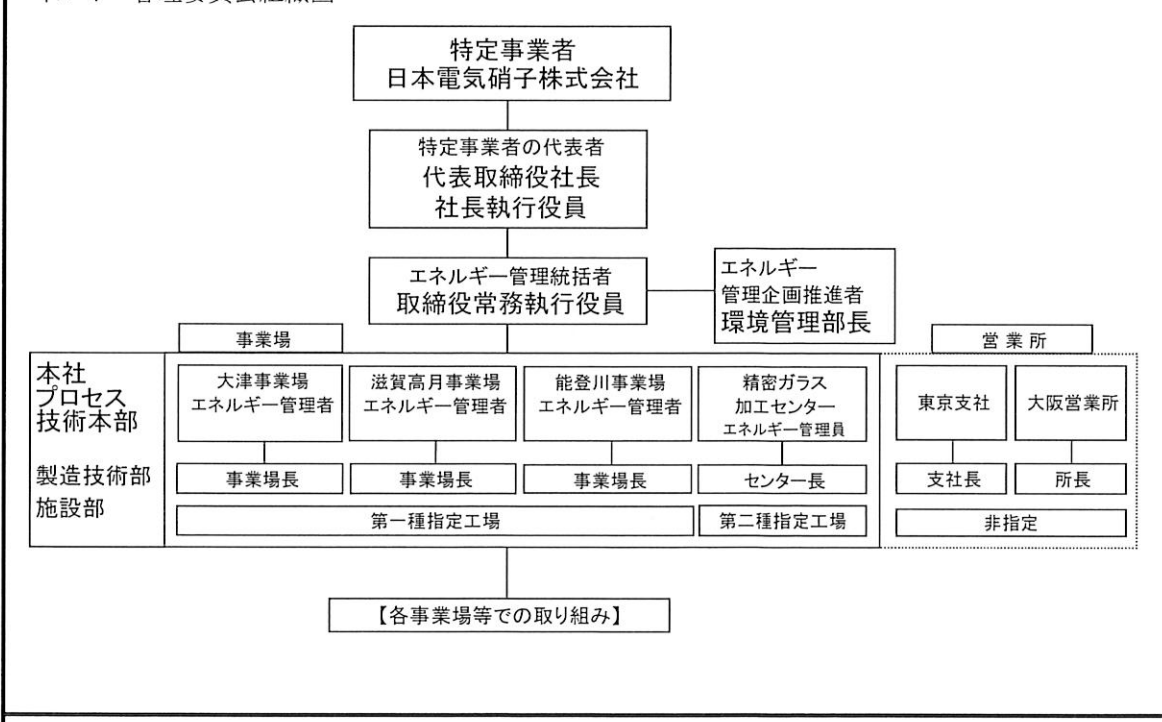 特定事業者
日本電気硝子株式会社
特定事業者の代表者
代表取締役社長
社長執行役員
エネルギー管理統括者
取締役常務執行役員
エネルギー
管理企画推進者
環境管理部長
事業場
営業所
本社
プロセス
技術本部
製造技術部
施設部
大津事業場
エネルギー管理者
滋賀高月事業場
エネルギー管理者
能登川事業場
エネルギー管理者
精密ガラス
加工センター
エネルギー管理員
東京支社
大阪営業所
事業場長
事業場長
事業場長
センター長
支社長
所長
第一種指定工場
第二種指定工場
非指定
【各事業場等での取り組み】